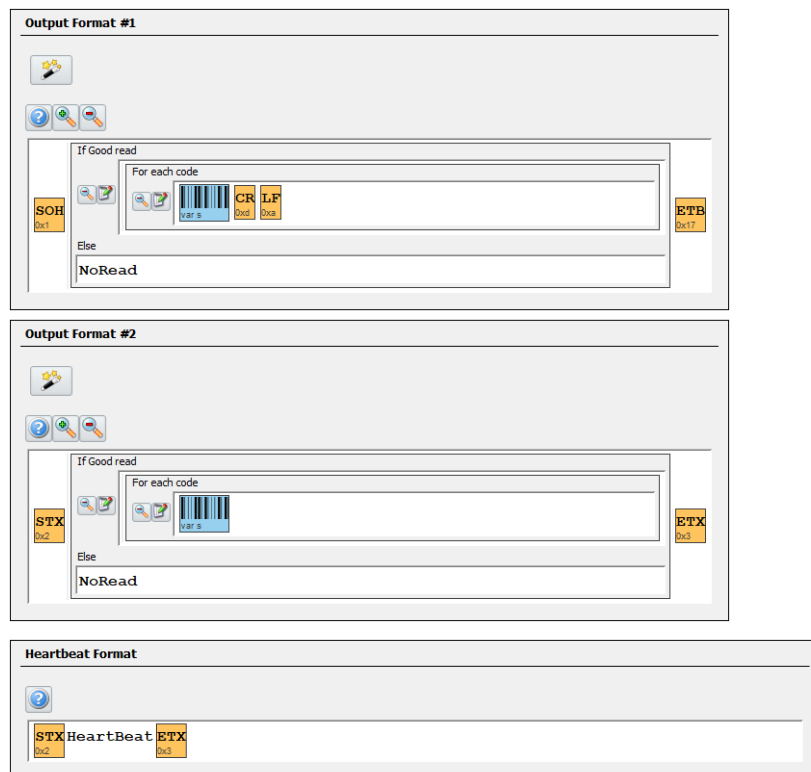 Output Format #1
If Good read
For each code
SOH CR LF ETB
0x1 var s 0xd 0xa 0x17
Else
NoRead
Output Format #2
If Good read
For each code
STX var s ETX
0x2 0x3
Else
NoRead
Heartbeat Format
STX HeartBeat ETX
0x2 0x3